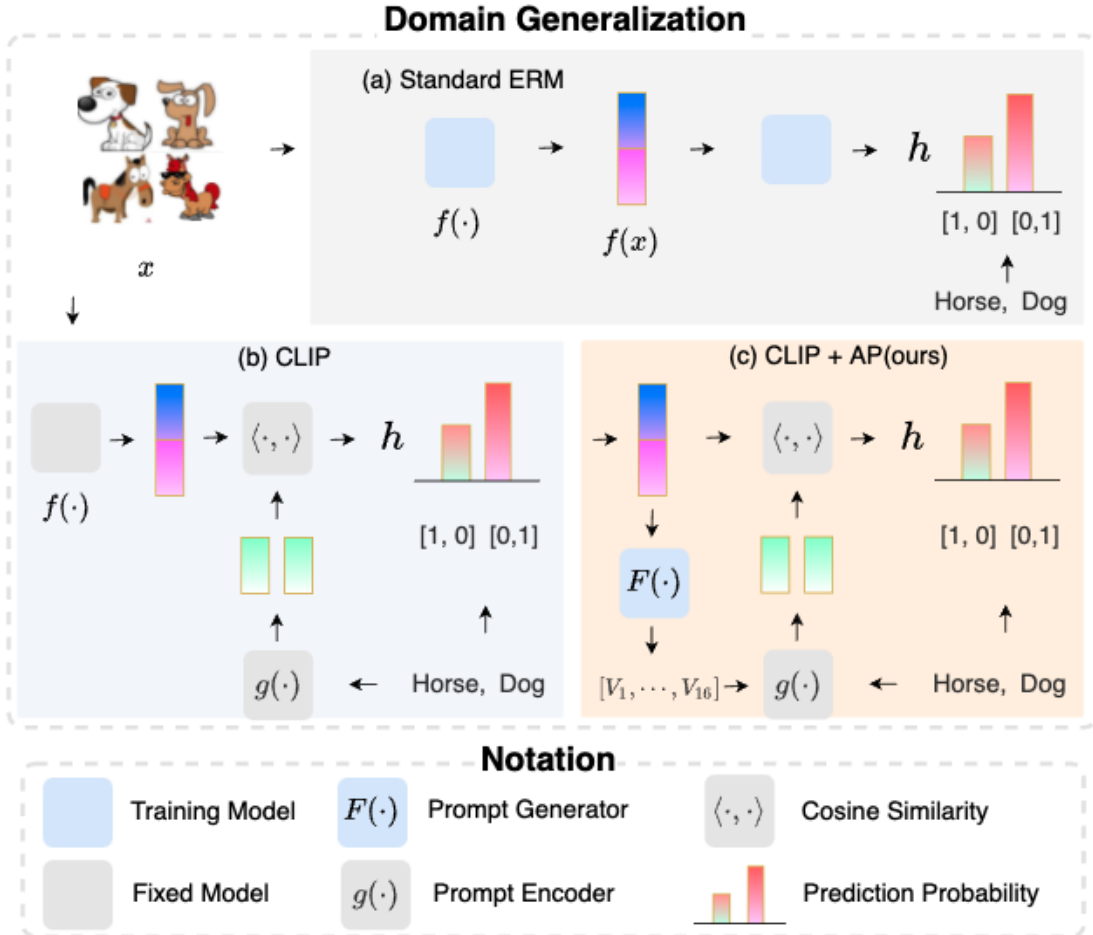 Domain Generalization
(a) Standard ERM
f(·)
f(x)
h
[1, 0] [0,1]
Horse, Dog
x
(b) CLIP
f(·)
⟨·, ·⟩
h
[1, 0] [0,1]
g(·)
Horse, Dog
(c) CLIP + AP(ours)
⟨·, ·⟩
h
[1, 0] [0,1]
F(·)
[V₁, ⋯, V₁₆]
g(·)
Horse, Dog
Notation
Training Model
F(·) Prompt Generator
⟨·, ·⟩ Cosine Similarity
Fixed Model
g(·) Prompt Encoder
Prediction Probability